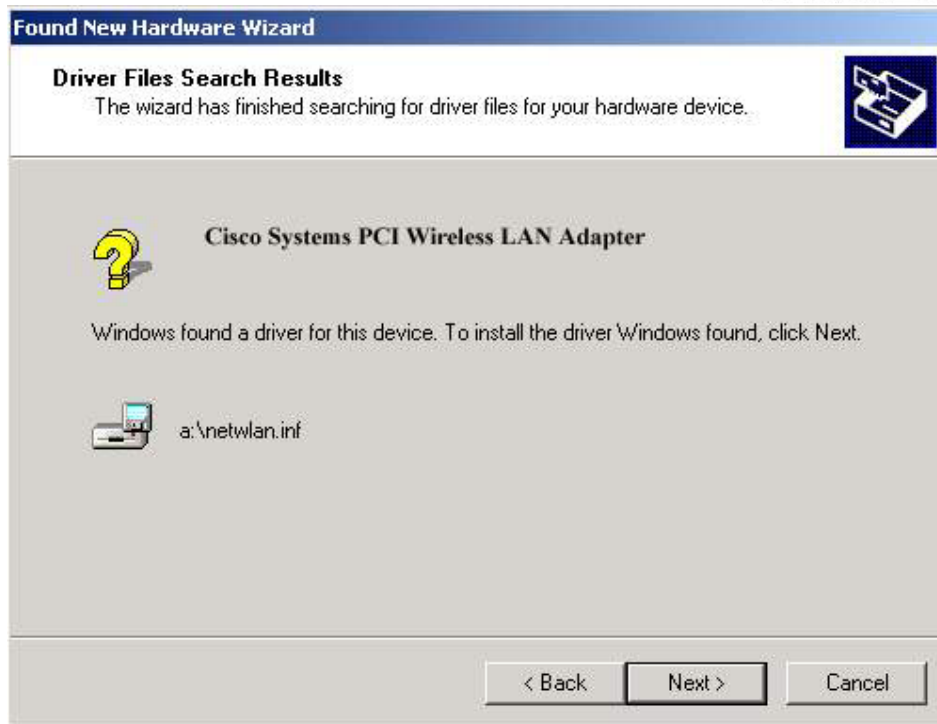 Found New Hardware Wizard
Driver Files Search Results
The wizard has finished searching for driver files for your hardware device.
Cisco Systems PCI Wireless LAN Adapter
Windows found a driver for this device. To install the driver Windows found, click Next.
a:\netwlan.inf
< Back Next > Cancel